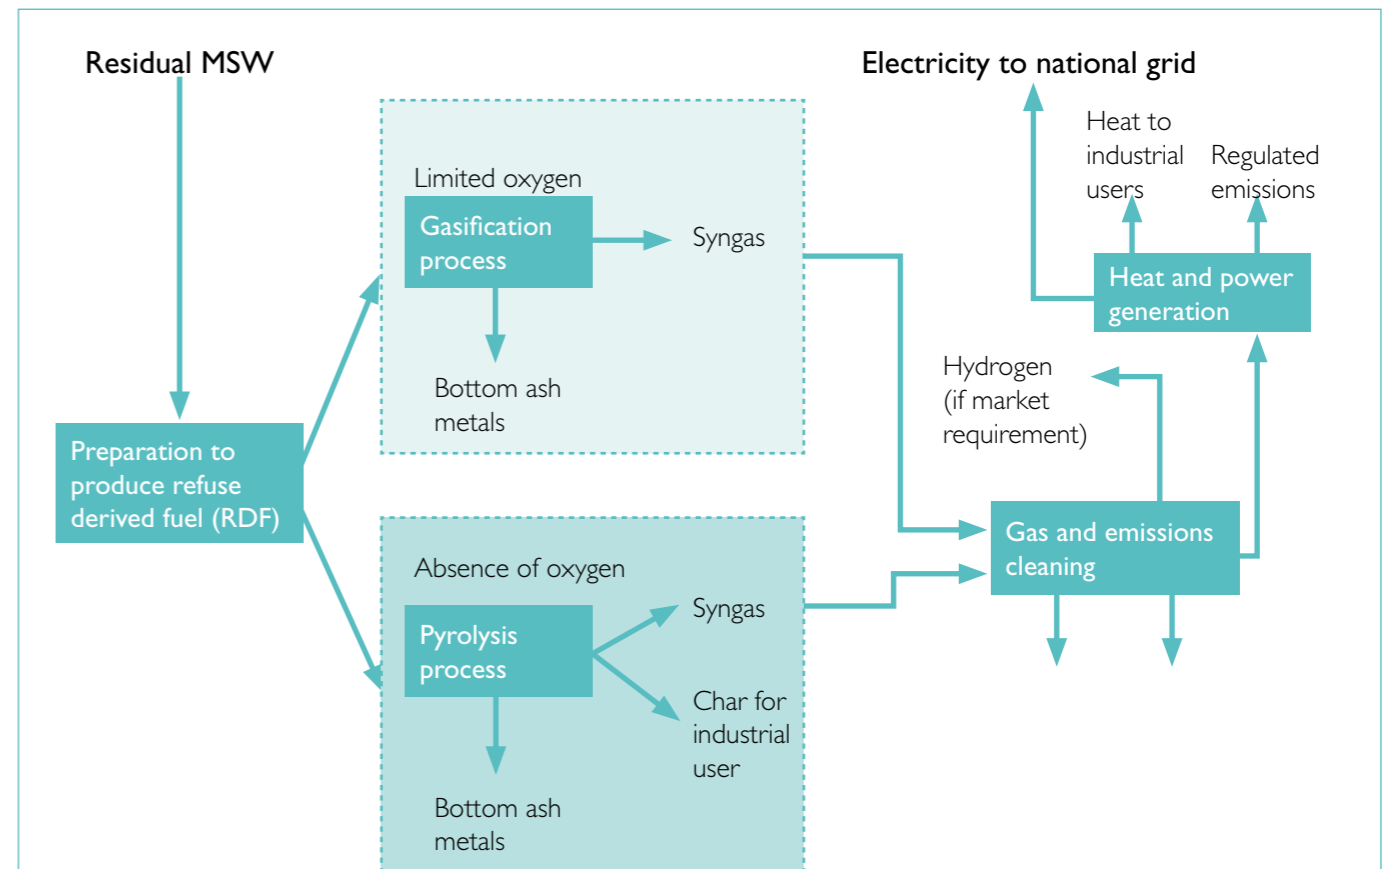 Residual MSW
Electricity to national grid
Heat to
industrial
users
Regulated
emissions
Limited oxygen
Gasification
process
Syngas
Bottom ash
metals
Heat and power
generation
Hydrogen
(if market
requirement)
Preparation to
produce refuse
derived fuel (RDF)
Gas and emissions
cleaning
Absence of oxygen
Pyrolysis
process
Syngas
Char for
industrial
user
Bottom ash
metals